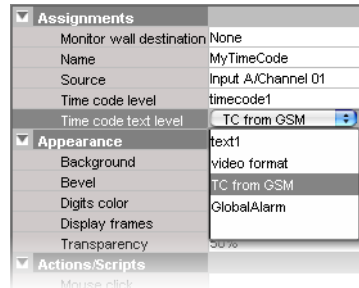 Assignments
Monitor wall destination None
Name MyTimeCode
Source Input A/Channel 01
Time code level timecode1
Time code text level TC from GSM
Appearance text1
Background video format
Bevel TC from GSM
Digits color GlobalAlarm
Display frames
Transparency 50%
Actions/Scripts
Mouse click